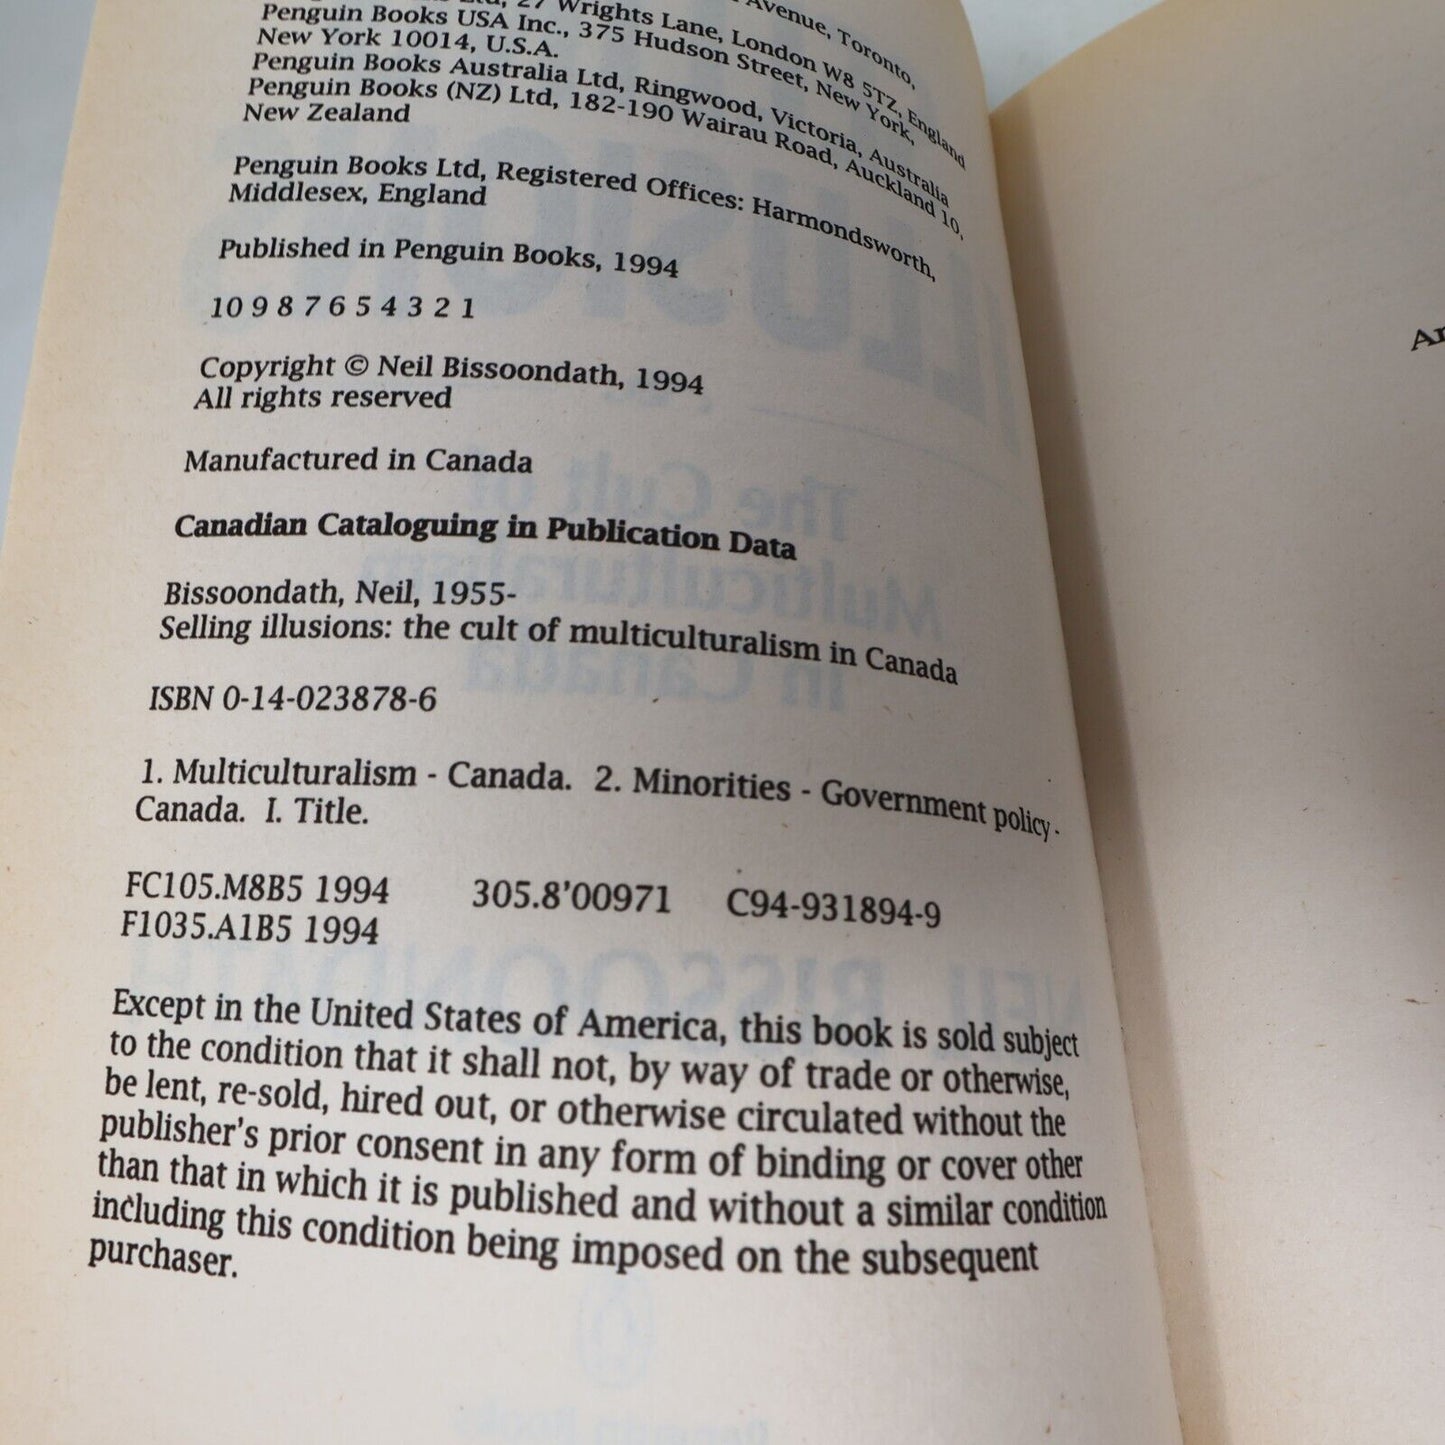 Avenue, Toronto,
Ltd, 27 Wrights Lane, London W8 5TZ, England
Penguin Books USA Inc., 375 Hudson Street, New York,
New York 10014, U.S.A.
Penguin Books Australia Ltd, Ringwood, Victoria, Australia
Penguin Books (NZ) Ltd, 182-190 Wairau Road, Auckland 10,
New Zealand
Penguin Books Ltd, Registered Offices: Harmondsworth,
Middlesex, England
Published in Penguin Books, 1994
10 9 8 7 6 5 4 3 2 1
Copyright © Neil Bissoondath, 1994
All rights reserved
Manufactured in Canada
Canadian Cataloguing in Publication Data
Bissoondath, Neil, 1955-
Selling illusions: the cult of multiculturalism in Canada
ISBN 0-14-023878-6
1. Multiculturalism - Canada. 2. Minorities - Government policy -
Canada. I. Title.
FC105.M8B5 1994 305.8'00971 C94-931894-9
F1035.A1B5 1994
Except in the United States of America, this book is sold subject
to the condition that it shall not, by way of trade or otherwise,
be lent, re-sold, hired out, or otherwise circulated without the
publisher's prior consent in any form of binding or cover other
than that in which it is published and without a similar condition
including this condition being imposed on the subsequent
purchaser.